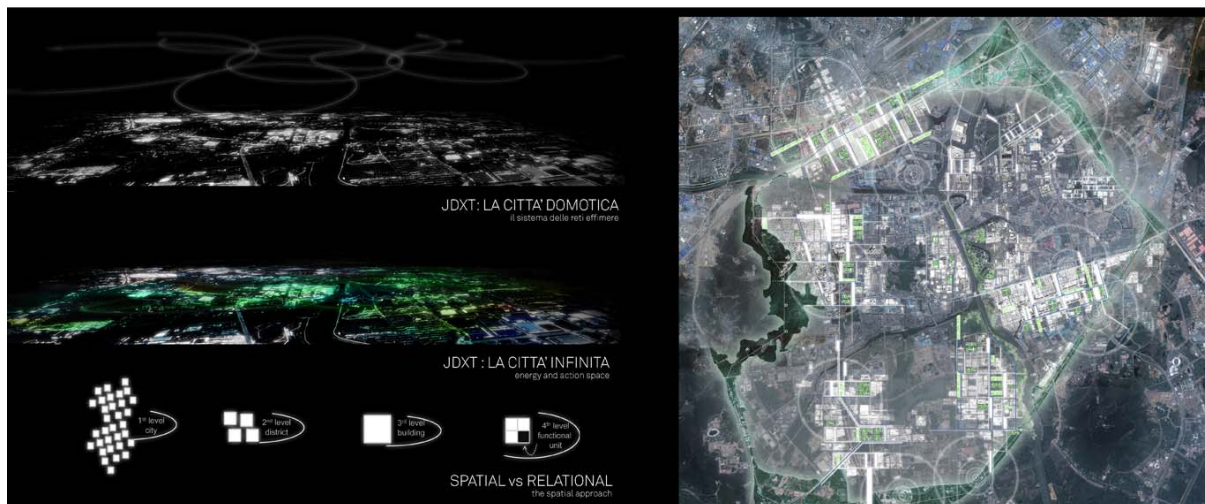 JDXT: LA CITTA' DOMOTICA
il sistema delle reti effimere
JDXT : LA CITTA' INFINITA
energy and action space
1st level
city
2nd level
district
3rd level
building
4th level
functional
unit
SPATIAL vs RELATIONAL
the spatial approach